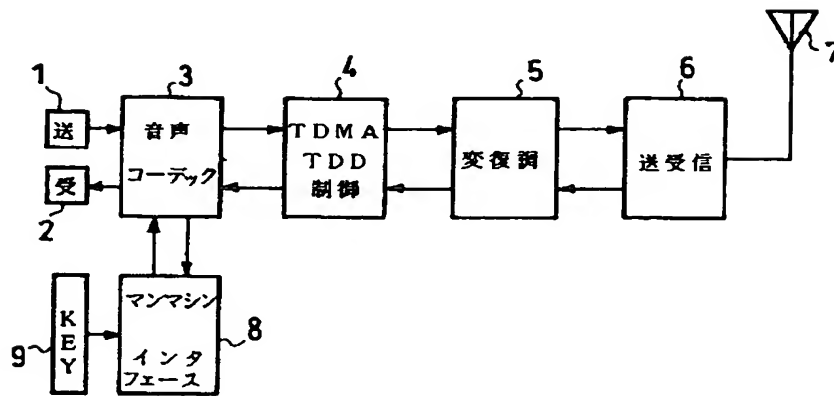 1
送
受
2
3
音声
コーデック
4
TDMA
TDD
制御
5
変復調
6
送受信
7
KEY
9
マンマシン
インタ
フェース
8